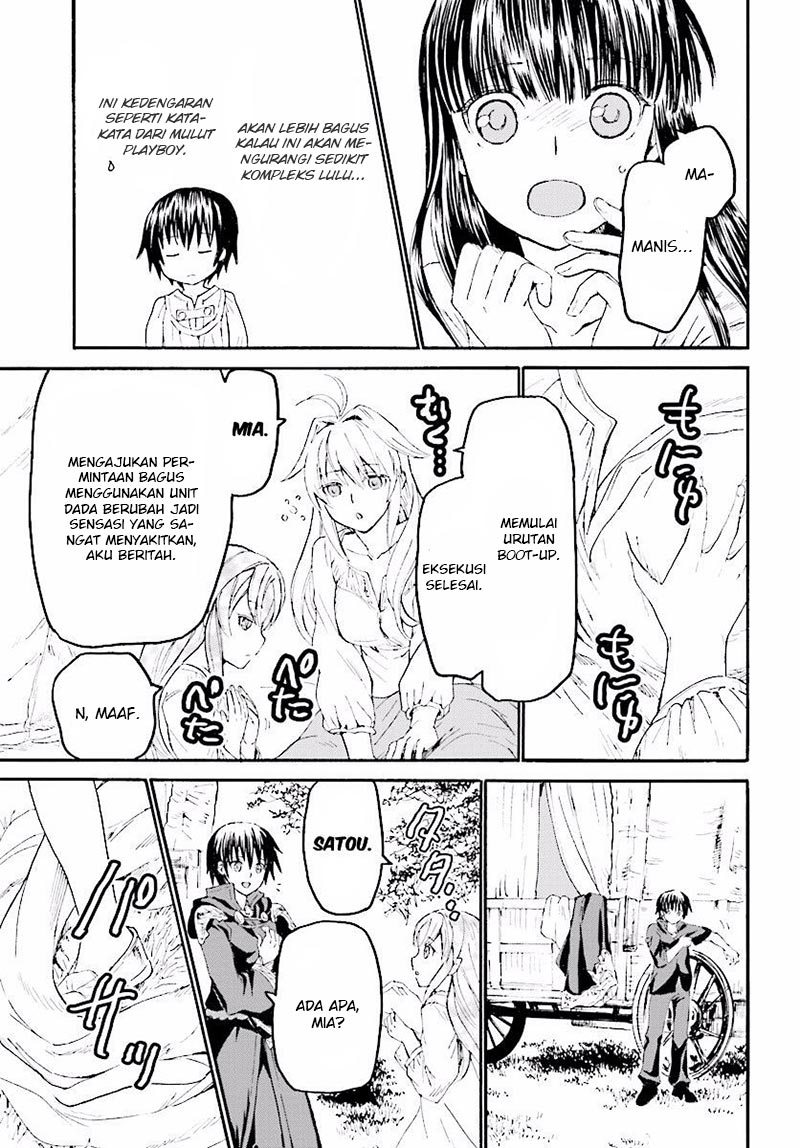 MA-
MANIS...
AKAN LEBIH BAGUS
KALAU INI AKAN ME-
NGURANGI SEDIKIT
KOMPLEKS LULU...
INI KEDENGARAN
SEPERTI KATA-
KATA DARI MULUT
PLAYBOY.
もにゅ
もにゅ
むく…
MEMULAI
URUTAN
BOOT-UP.
EKSEKUSI
SELESAI.
MIA.
MENGAJUKAN PER-
MINTAAN BAGUS
MENGGUNAKAN UNIT
DADA BERUBAH JADI
SENSASI YANG SA-
NGAT MENYAKITKAN,
AKU BERITAH.
ぺた
ぺた
N, MAAF.
タタタ…
SATOU.
ADA APA,
MIA?
バサッ